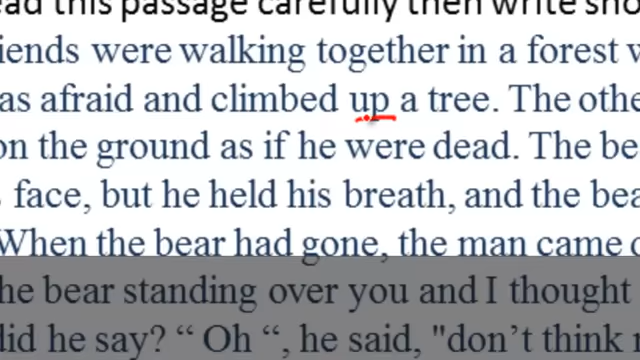 ad this passage carefully then write sho
iends were walking together in a forest
as afraid and climbed up a tree. The othe
on the ground as if he were dead. The be
face, but he held his breath, and the bea
When the bear had gone, the man came
he bear standing over you and I thought
did he say? “ Oh “, he said, "don’t think